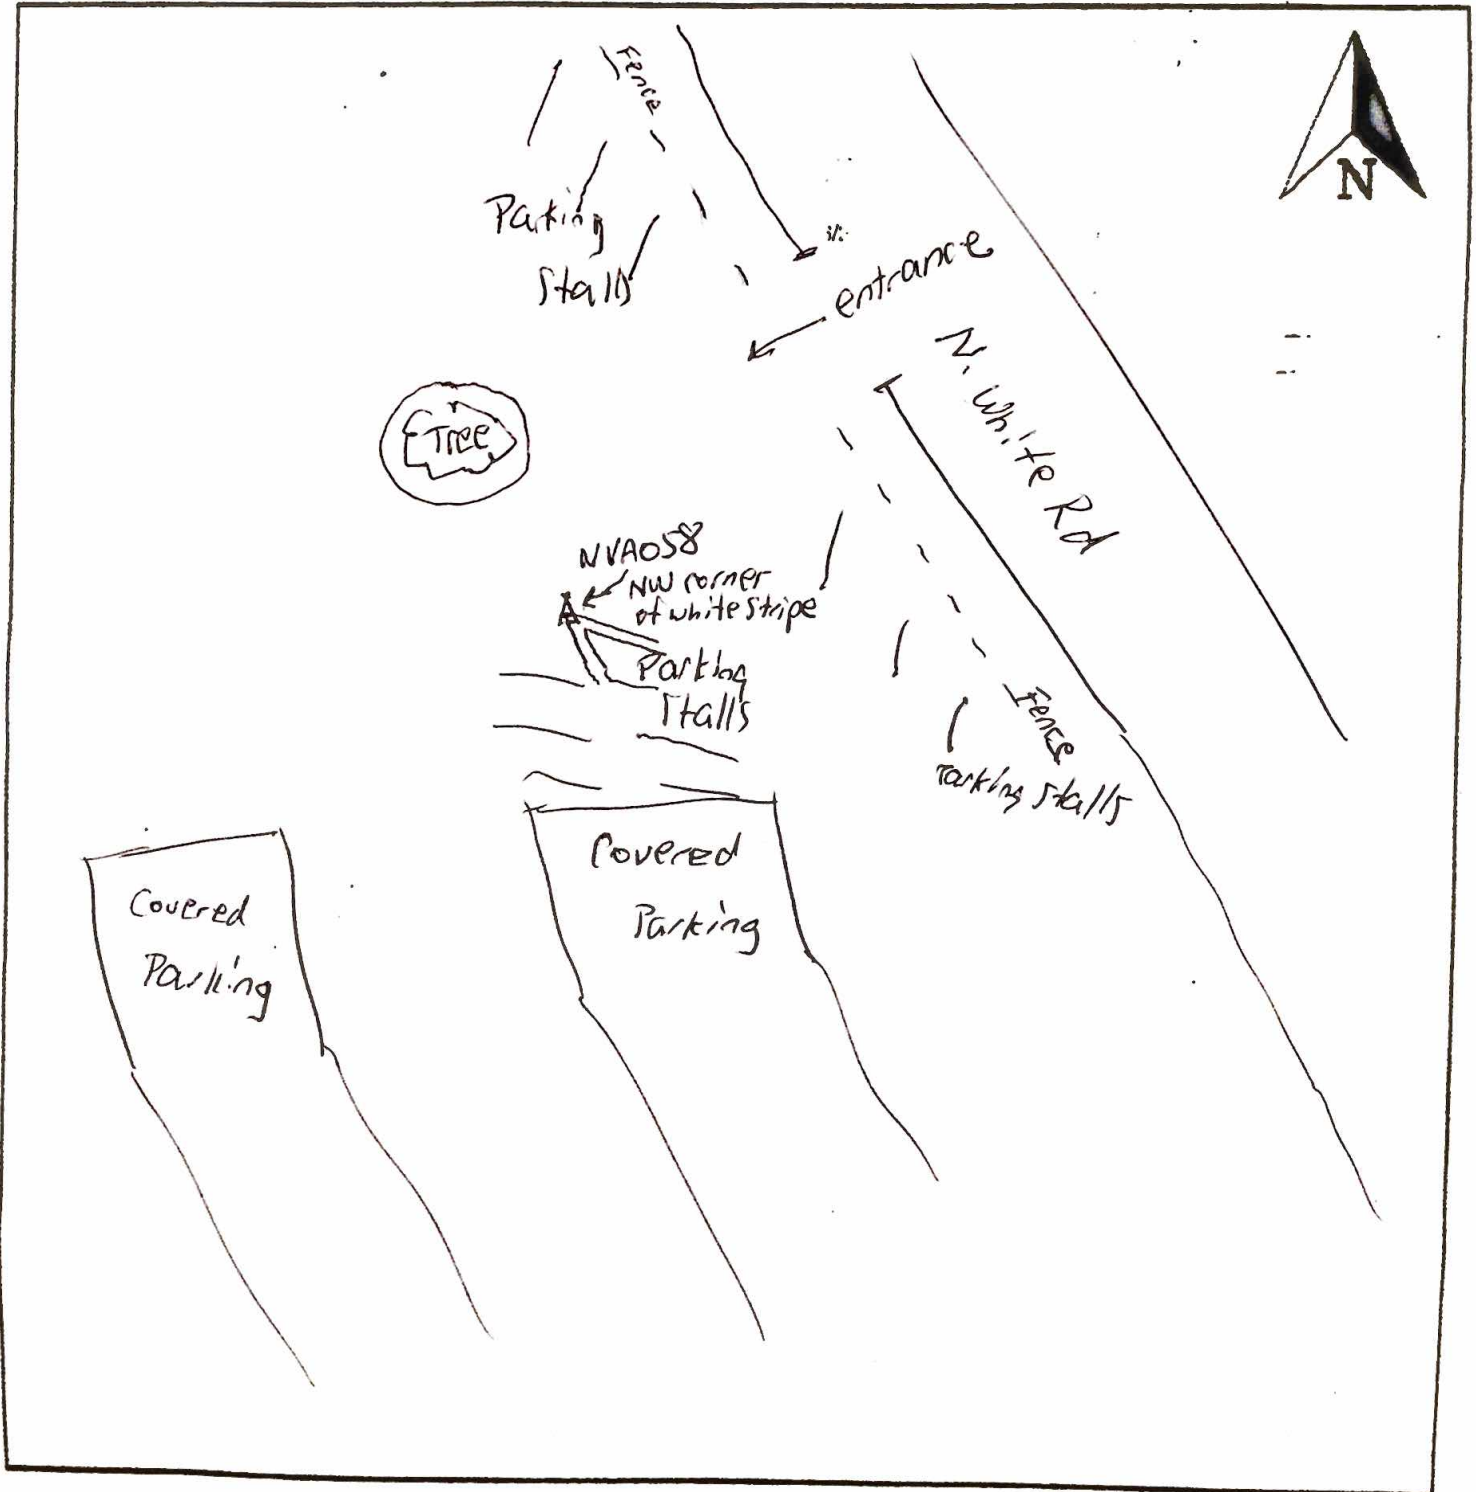 Fence
N
Parking
Stalls
entrance
N. White Rd
Tree
NVA058
NW corner
of white stripe
Parking
Stalls
Fence
Parking Stalls
Covered
Parking
Covered
Parking